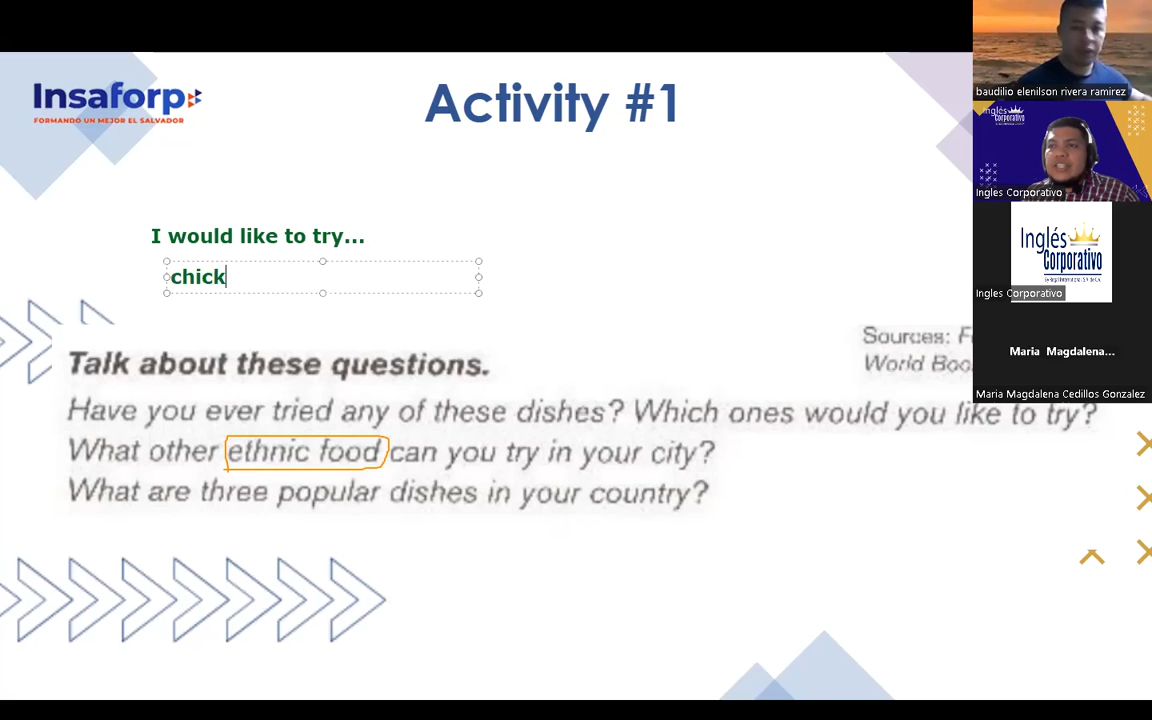 Insaforp
FORMANDO UN MEJOR EL SALVADOR
Activity #1
I would like to try...
chick
Sources:
World
Talk about these questions.
Have you ever tried any of these dishes? Which ones would you like to try?
What other ethnic food can you try in your city?
What are three popular dishes in your country?
baudilio elenilson rivera ramirez
Inglés
Corporativo
Ingles Corporativo
Inglés
Corporativo
Ingles Corporativo
Maria Magdalena...
Maria Magdalena Cedillos Gonzalez